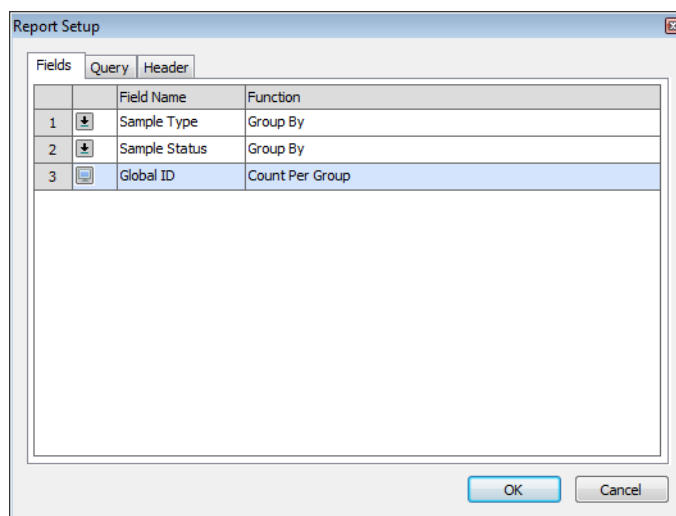 Report Setup
Fields Query Header
Field Name Function
1 Sample Type Group By
2 Sample Status Group By
3 Global ID Count Per Group
OK Cancel